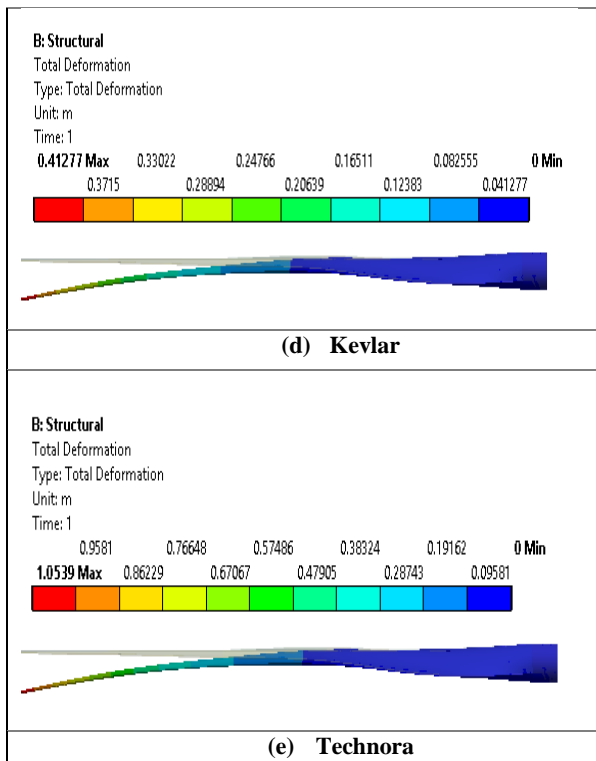 B: Structural
Total Deformation
Type: Total Deformation
Unit: m
Time: 1
0.41277 Max 0.33022 0.24766 0.16511 0.082555 0 Min
0.3715 0.28894 0.20639 0.12383 0.041277
(d) Kevlar
B: Structural
Total Deformation
Type: Total Deformation
Unit: m
Time: 1
0.9581 0.76648 0.57486 0.38324 0.19162 0 Min
1.0539 Max 0.86229 0.67067 0.47905 0.28743 0.09581
(e) Technora